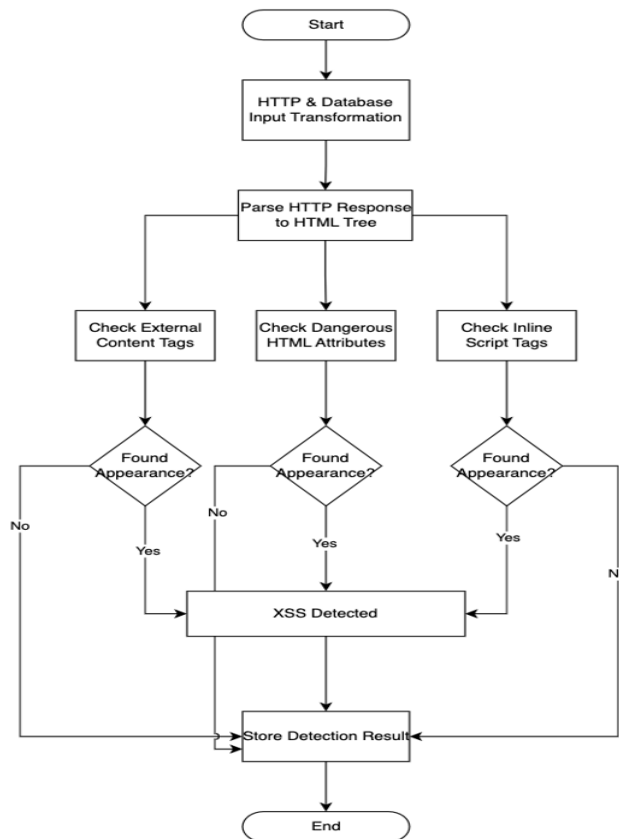 Start
HTTP & Database
Input Transformation
Parse HTTP Response
to HTML Tree
Check External
Content Tags
Check Dangerous
HTML Attributes
Check Inline
Script Tags
Found
Appearance?
Found
Appearance?
Found
Appearance?
No
No
Yes
Yes
Yes
N
XSS Detected
Store Detection Result
End